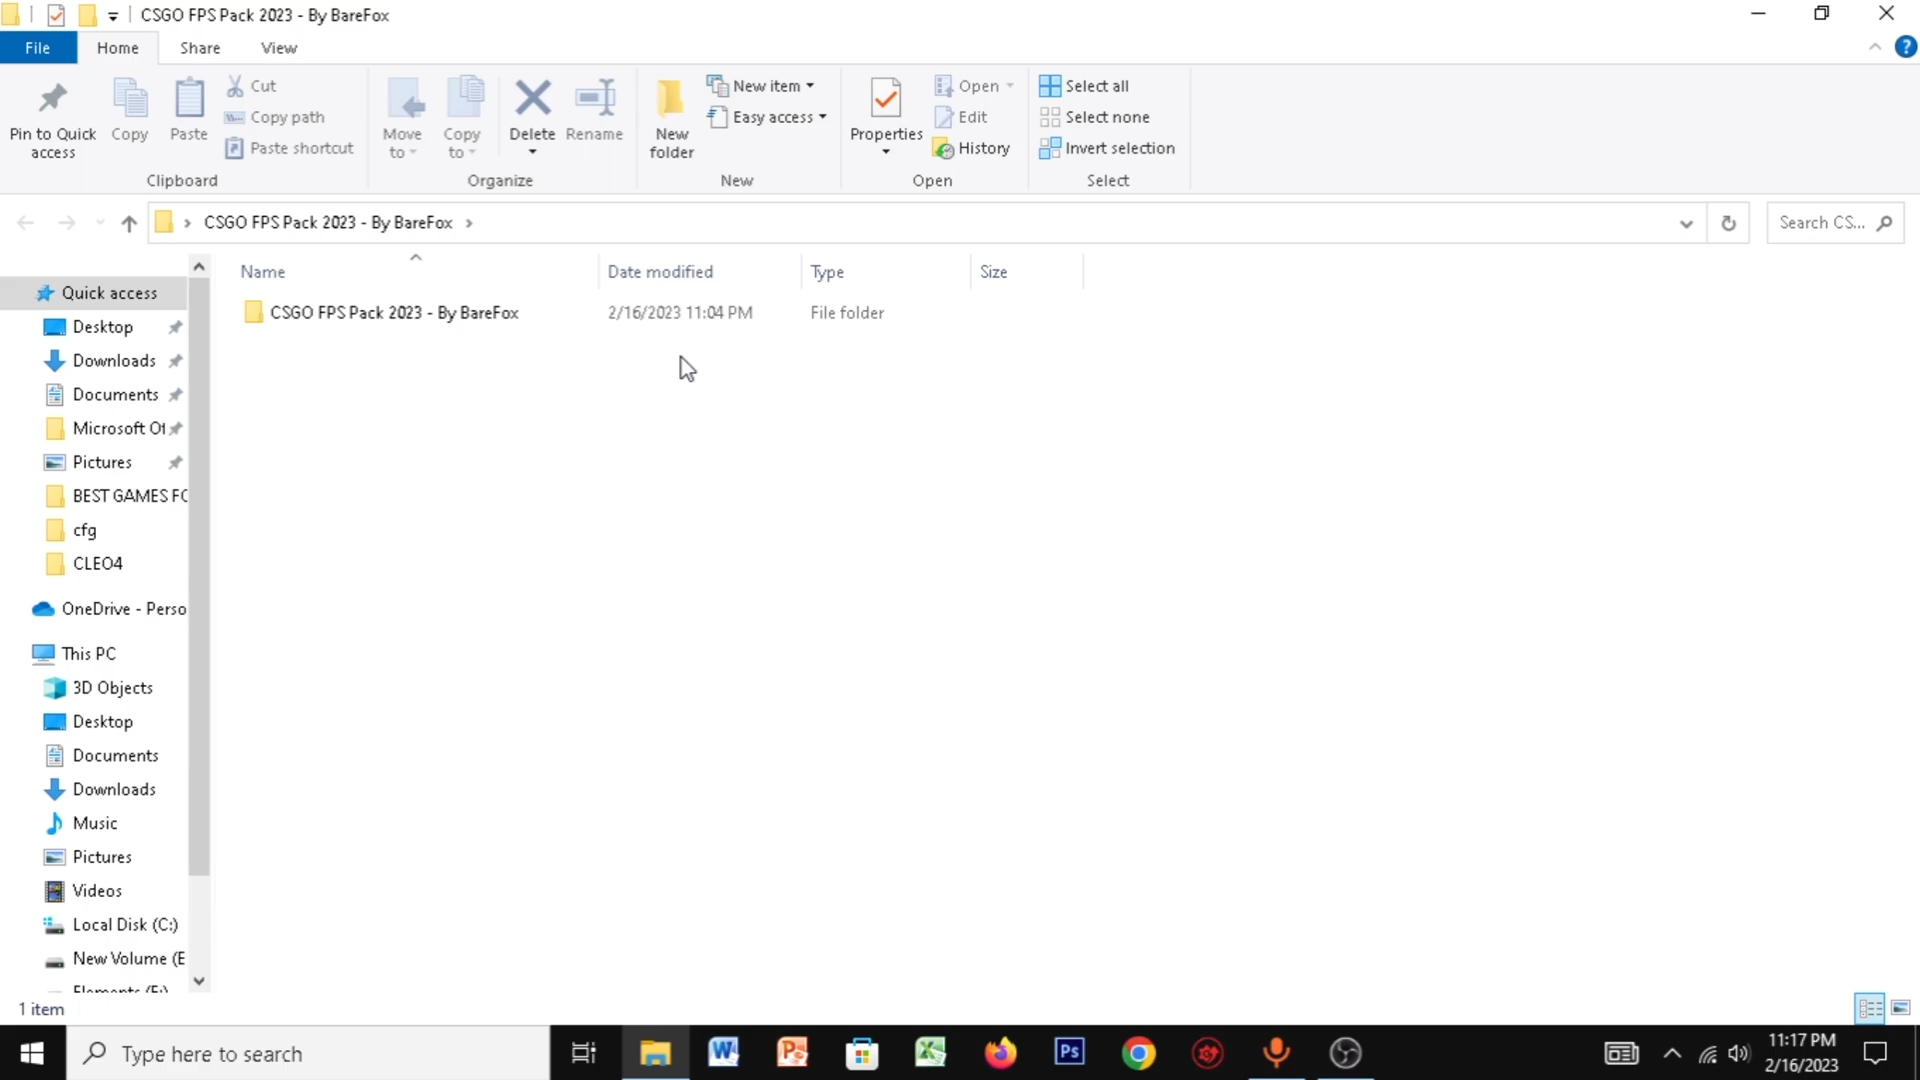 CSGO FPS Pack 2023 - By BareFox
File Home Share View
Pin to Quick access
Copy
Paste
Cut
Copy path
Paste shortcut
Clipboard
Move to
Copy to
Delete
Rename
Organize
New folder
New item
Easy access
New
Properties
Open
Edit
History
Open
Select all
Select none
Invert selection
Select
CSGO FPS Pack 2023 - By BareFox
Search CS...
Name Date modified Type Size
CSGO FPS Pack 2023 - By BareFox 2/16/2023 11:04 PM File folder
Quick access
Desktop
Downloads
Documents
Microsoft Of
Pictures
BEST GAMES FO
cfg
CLEO4
OneDrive - Perso
This PC
3D Objects
Desktop
Documents
Downloads
Music
Pictures
Videos
Local Disk (C:)
New Volume (E
Elements (F:)
1 item
Type here to search
11:17 PM
2/16/2023